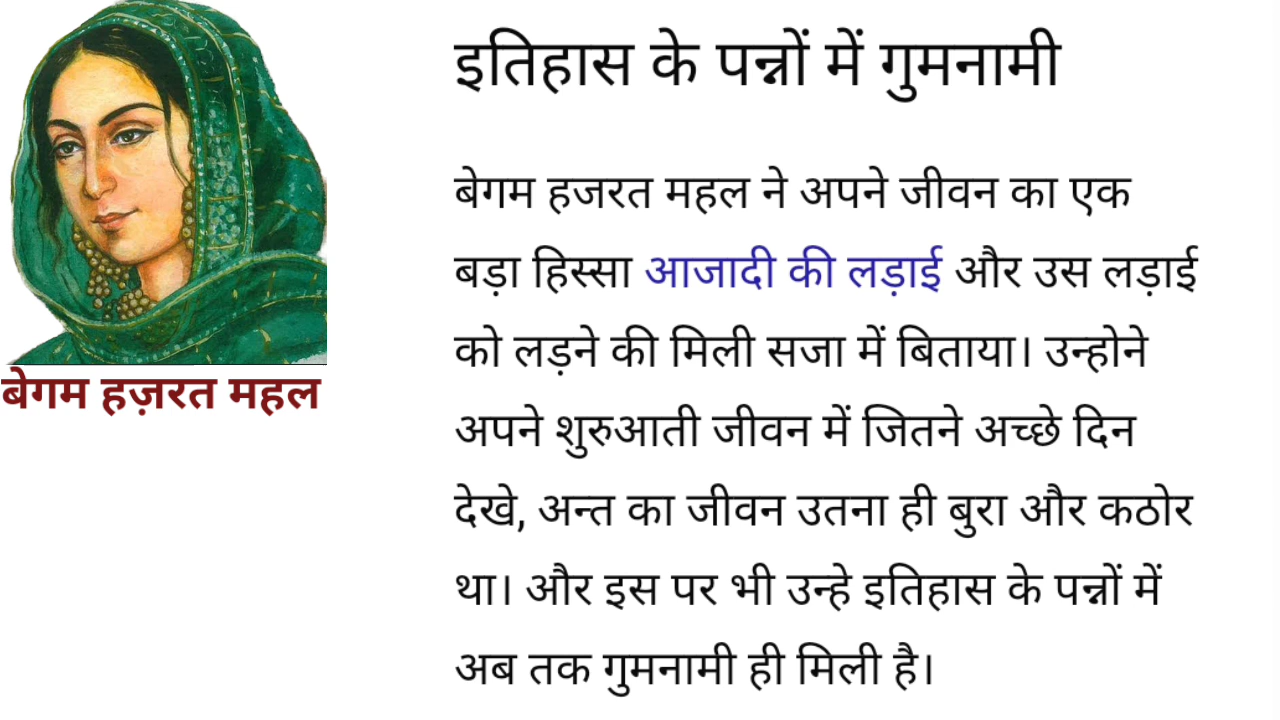 इतिहास के पन्नों में गुमनामी
बेगम हजरत महल ने अपने जीवन का एक
बड़ा हिस्सा आजादी की लड़ाई और उस लड़ाई
को लड़ने की मिली सजा में बिताया। उन्होने
अपने शुरुआती जीवन में जितने अच्छे दिन
देखे, अन्त का जीवन उतना ही बुरा और कठोर
था। और इस पर भी उन्हे इतिहास के पन्नों में
अब तक गुमनामी ही मिली है।
बेगम हज़रत महल